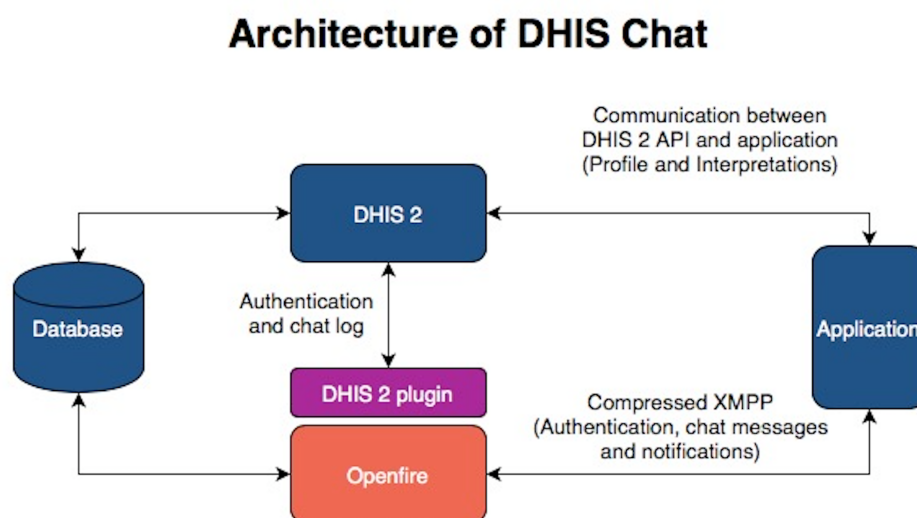 Architecture of DHIS Chat
Communication between
DHIS 2 API and application
(Profile and Interpretations)
DHIS 2
Database
Authentication
and chat log
Application
DHIS 2 plugin
Compressed XMPP
(Authentication, chat messages
and notifications)
Openfire